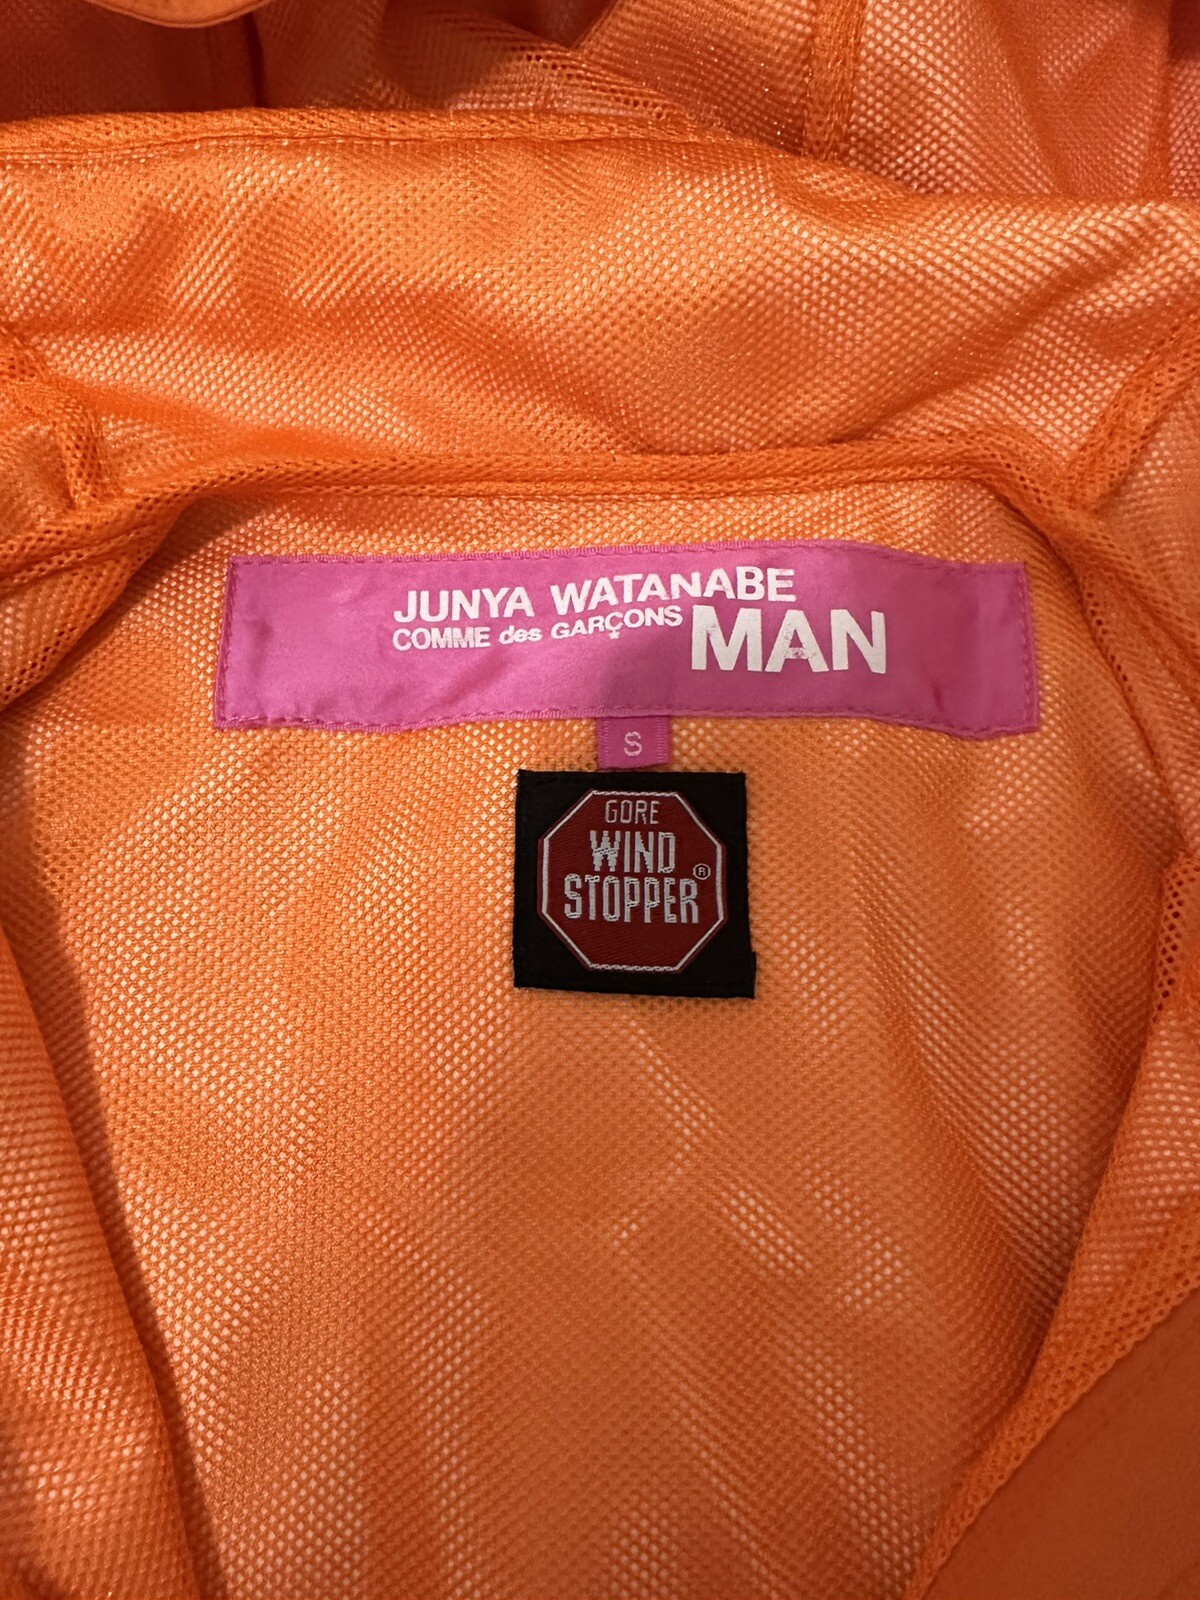 JUNYA WATANABE
COMME des GARÇONS MAN
S
GORE
WIND
STOPPER®